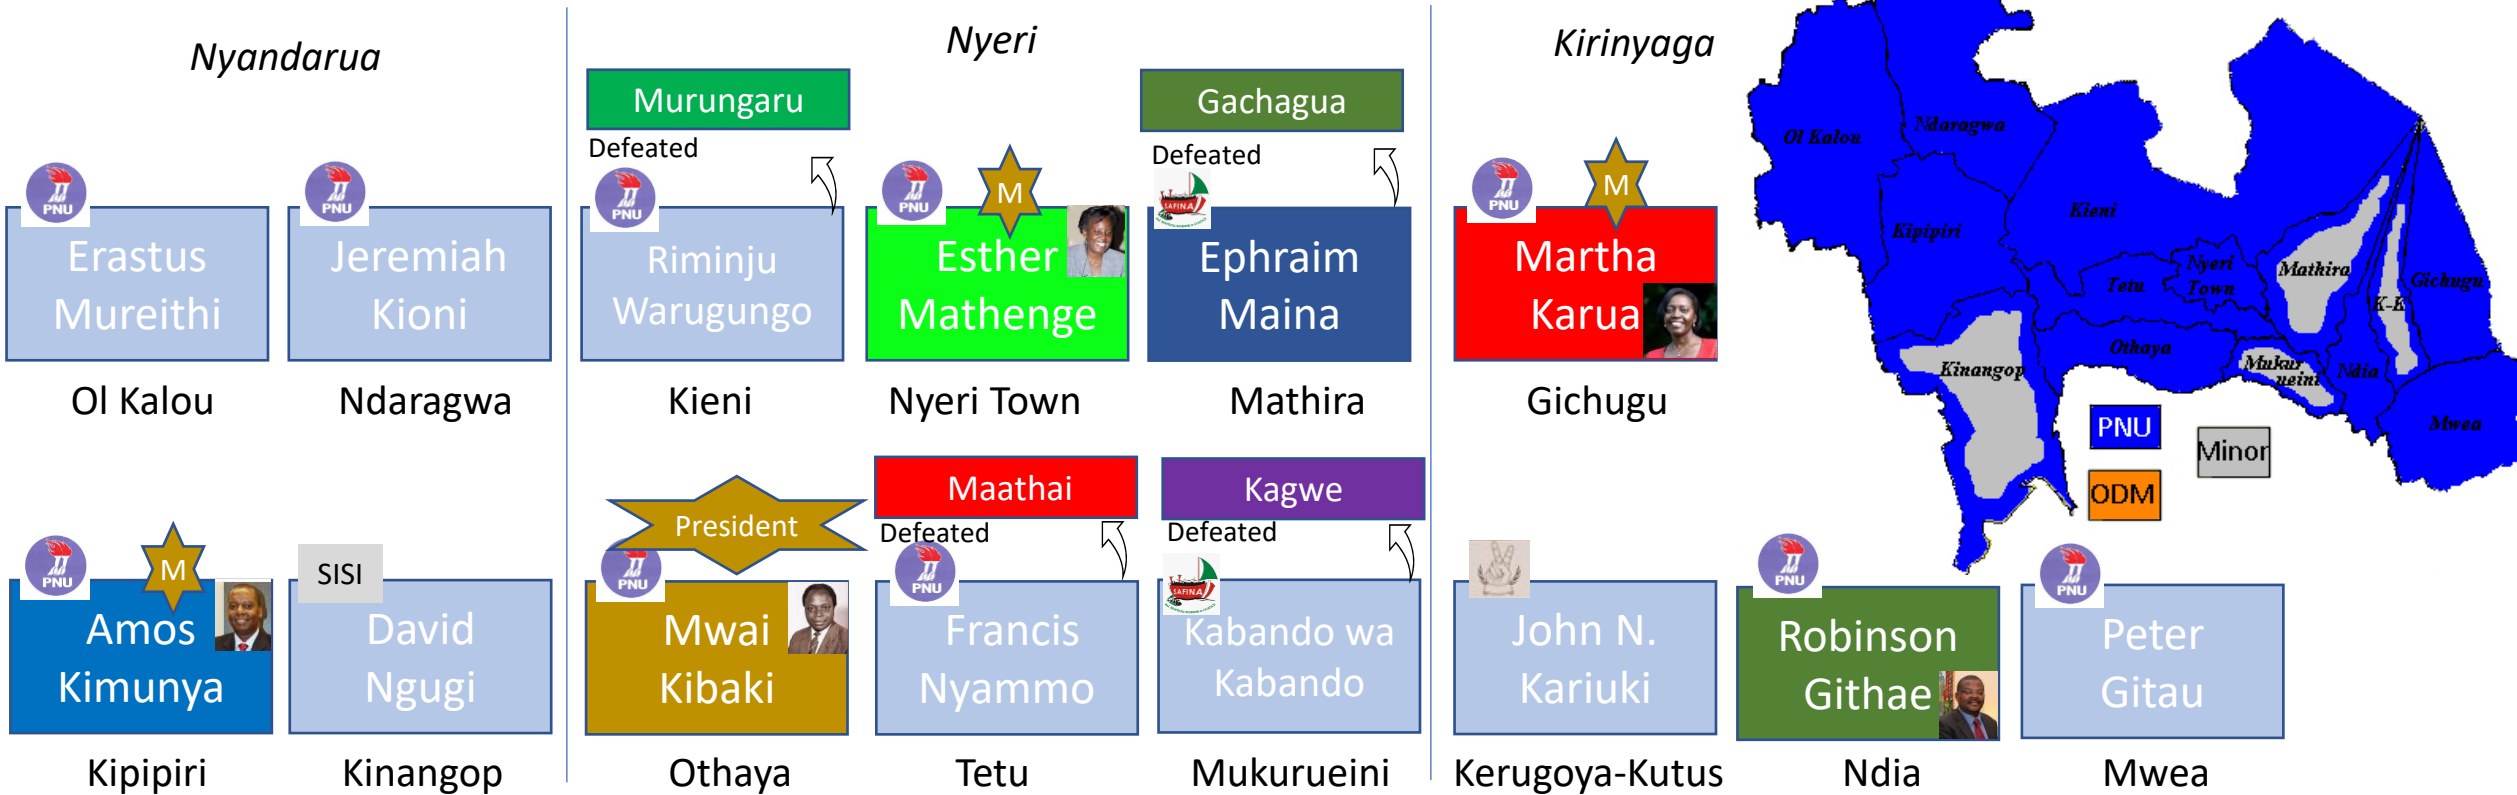 Nyandarua
PNU
Erastus
Mureithi
Ol Kalou
PNU
Jeremiah
Kioni
Ndaragwa
PNU
M
Amos
Kimunya
Kipipiri
SISI
David
Ngugi
Kinangop
Nyeri
Murungaru
Defeated
PNU
Riminju
Warugungo
Kieni
PNU
M
Esther
Mathenge
Nyeri Town
Gachagua
Defeated
SAFINA
Ephraim
Maina
Mathira
President
PNU
Mwai
Kibaki
Othaya
Maathai
Defeated
PNU
Francis
Nyammo
Tetu
Kagwe
Defeated
SAFINA
Kabando wa
Kabando
Mukurueini
Kirinyaga
PNU
M
Martha
Karua
Gichugu
John N.
Kariuki
Kerugoya-Kutus
PNU
Robinson
Githae
Ndia
PNU
Peter
Gitau
Mwea
Ol Kalou
Ndaragwa
Kipipiri
Kieni
Nyeri
Town
Tetu
Mathira
K-K
Gichugu
Othaya
Kinangop
Mukur
ueini
Ndia
Mwea
PNU
Minor
ODM